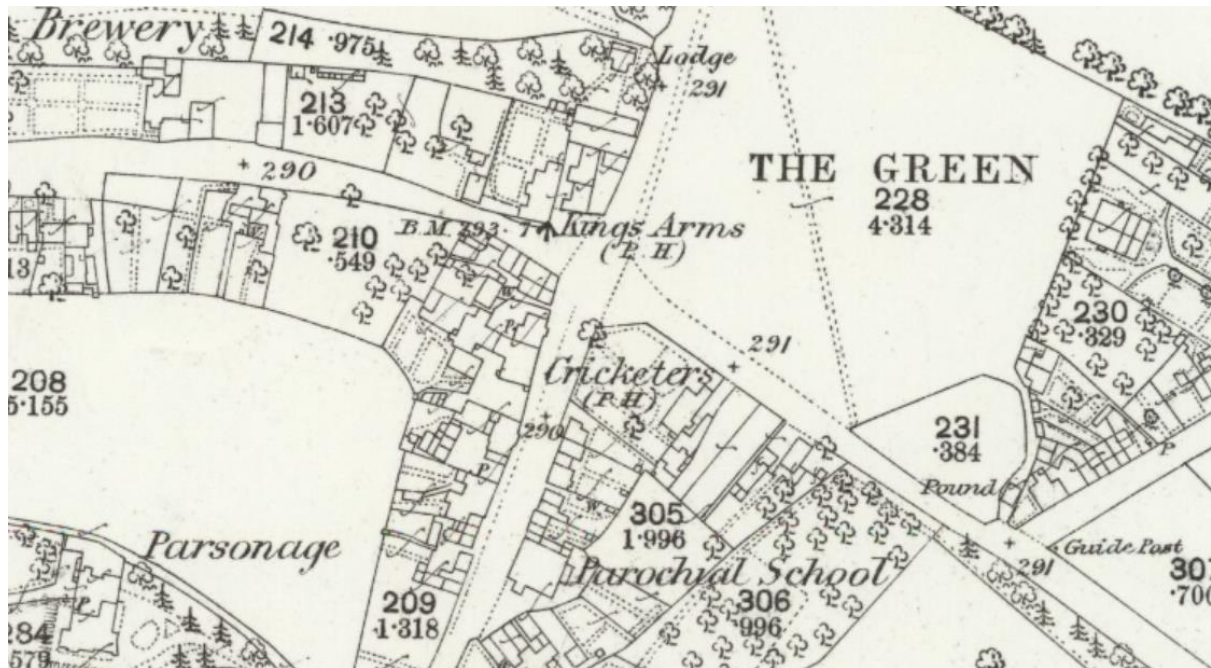 Brewery
214 ·975
Lodge
291
213
1·607
THE GREEN
228
4·314
290
B.M. 293·7
Kings Arms
(P. H)
210
·549
W
13
P
230
·329
291
208
5·155
Cricketers
(P.H)
290
231
·384
P
P
Pound
W
305
1·996
Guide Post
291
307
·700
Parsonage
Parochial School
P
209
1·318
306
·996
284
·579